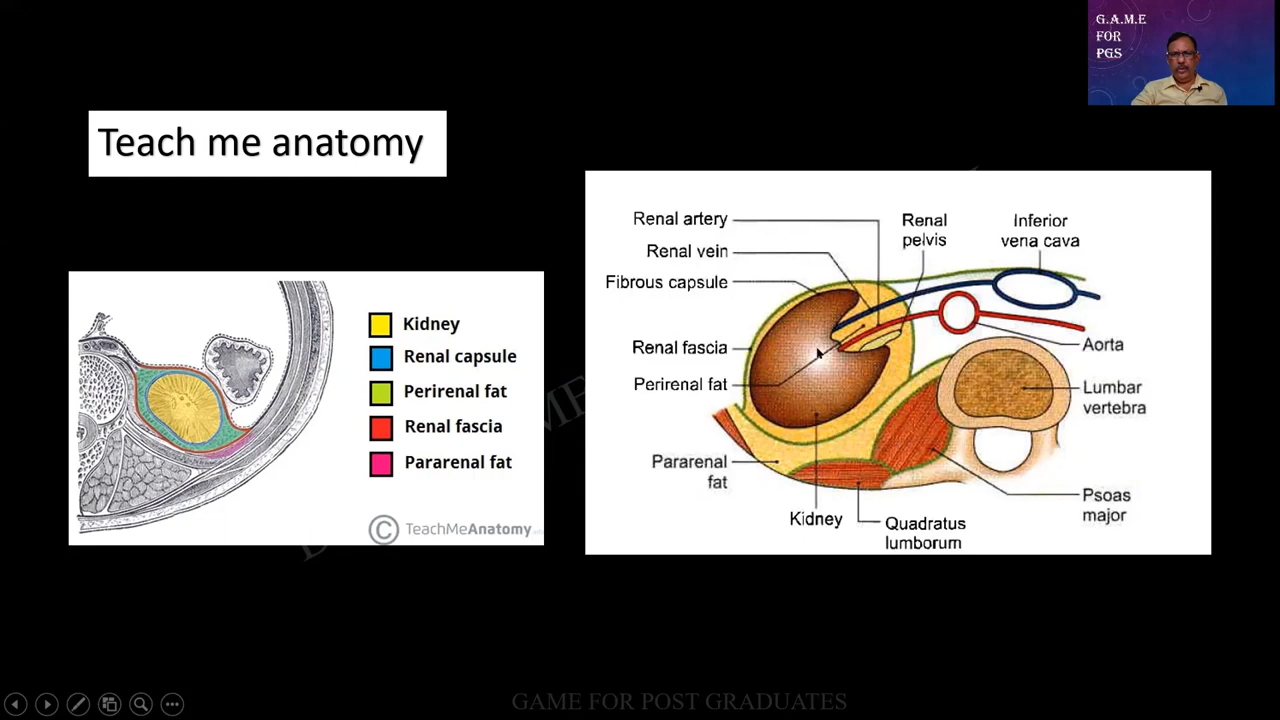 G.A.M.E
FOR
PGS
Teach me anatomy
Kidney
Renal capsule
Perirenal fat
Renal fascia
Pararenal fat
© TeachMeAnatomy
Renal artery
Renal vein
Fibrous capsule
Renal fascia
Perirenal fat
Pararenal
fat
Kidney
Quadratus
lumborum
Renal
pelvis
Inferior
vena cava
Aorta
Lumbar
vertebra
Psoas
major
GAME FOR POST GRADUATES